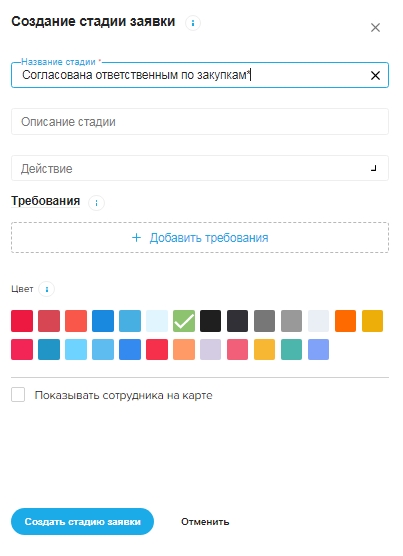 Создание стадии заявки
Название стадии *
Согласована ответственным по закупкам*
Описание стадии
Действие
Требования
+ Добавить требования
Цвет
Показывать сотрудника на карте
Создать стадию заявки Отменить